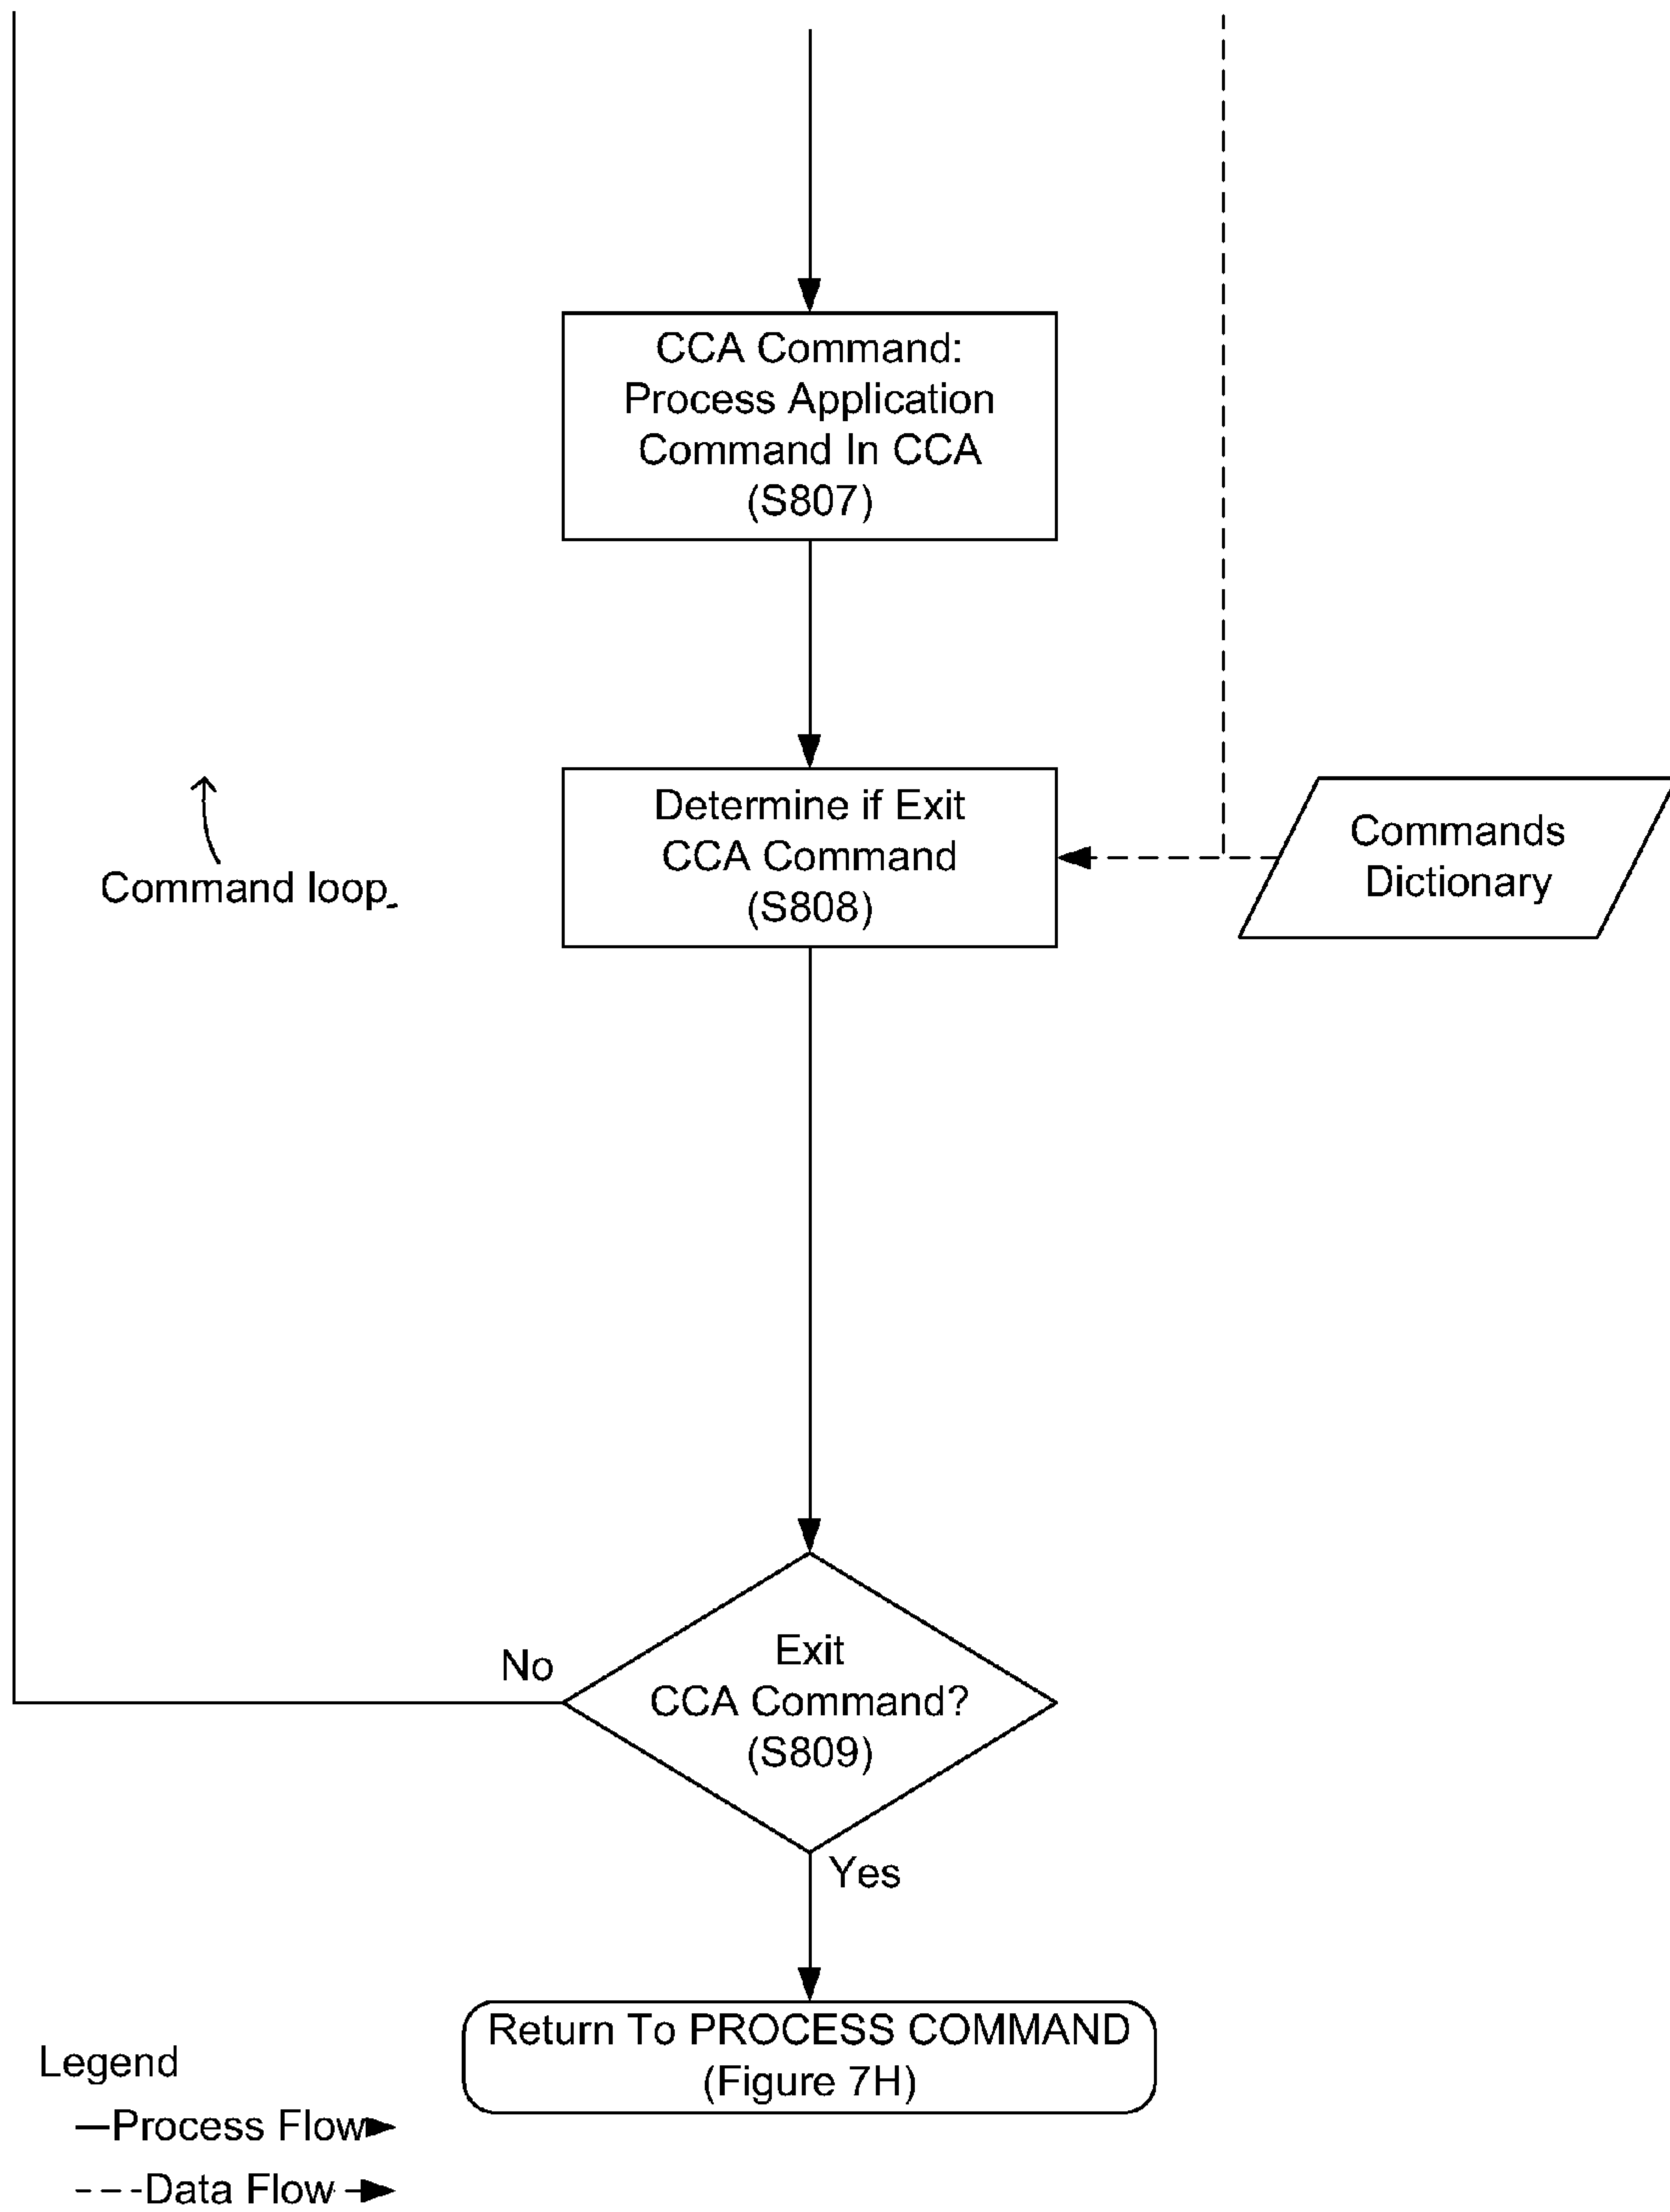 CCA Command:
Process Application
Command In CCA
(S807)
Determine if Exit
CCA Command
(S808)
Commands
Dictionary
Command loop
No
Exit
CCA Command?
(S809)
Yes
Return To PROCESS COMMAND
(Figure 7H)
Legend
Process Flow
Data Flow